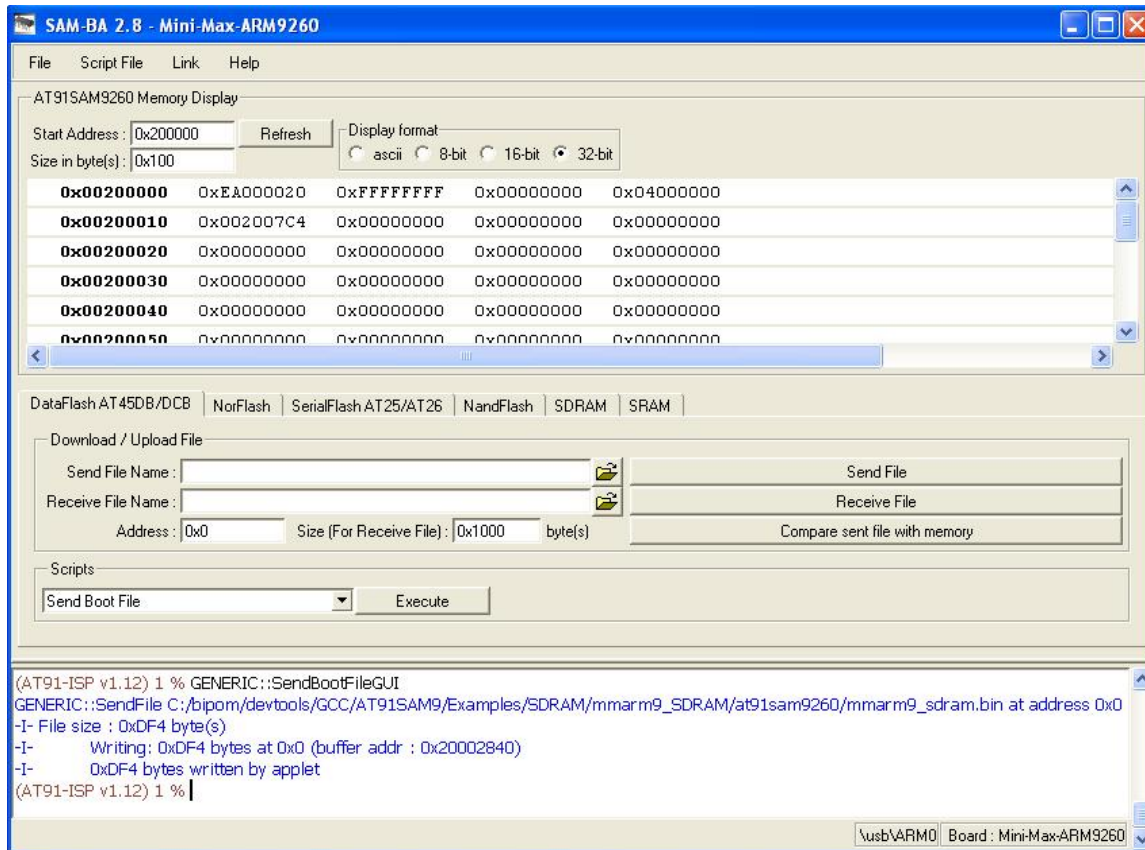 SAM-BA 2.8 - Mini-Max-ARM9260
File Script File Link Help
AT91SAM9260 Memory Display
Start Address : 0x200000 Refresh Display format
Size in byte(s) : 0x100 ascii 8-bit 16-bit 32-bit
0x00200000 0xEA000020 0xFFFFFFFF 0x00000000 0x04000000
0x00200010 0x002007C4 0x00000000 0x00000000 0x00000000
0x00200020 0x00000000 0x00000000 0x00000000 0x00000000
0x00200030 0x00000000 0x00000000 0x00000000 0x00000000
0x00200040 0x00000000 0x00000000 0x00000000 0x00000000
0x00200050 0x00000000 0x00000000 0x00000000 0x00000000
DataFlash AT45DB/DCB NorFlash SerialFlash AT25/AT26 NandFlash SDRAM SRAM
Download / Upload File
Send File Name : Send File
Receive File Name : Receive File
Address : 0x0 Size (For Receive File) : 0x1000 byte(s) Compare sent file with memory
Scripts
Send Boot File Execute
(AT91-ISP v1.12) 1 % GENERIC::SendBootFileGUI
GENERIC::SendFile C:/bipom/devtools/GCC/AT91SAM9/Examples/SDRAM/mmarm9_SDRAM/at91sam9260/mmarm9_sdram.bin at address 0x0
-I- File size : 0xDF4 byte(s)
-I- Writing: 0xDF4 bytes at 0x0 (buffer addr : 0x20002840)
-I- 0xDF4 bytes written by applet
(AT91-ISP v1.12) 1 %
\usb\ARM0 Board : Mini-Max-ARM9260